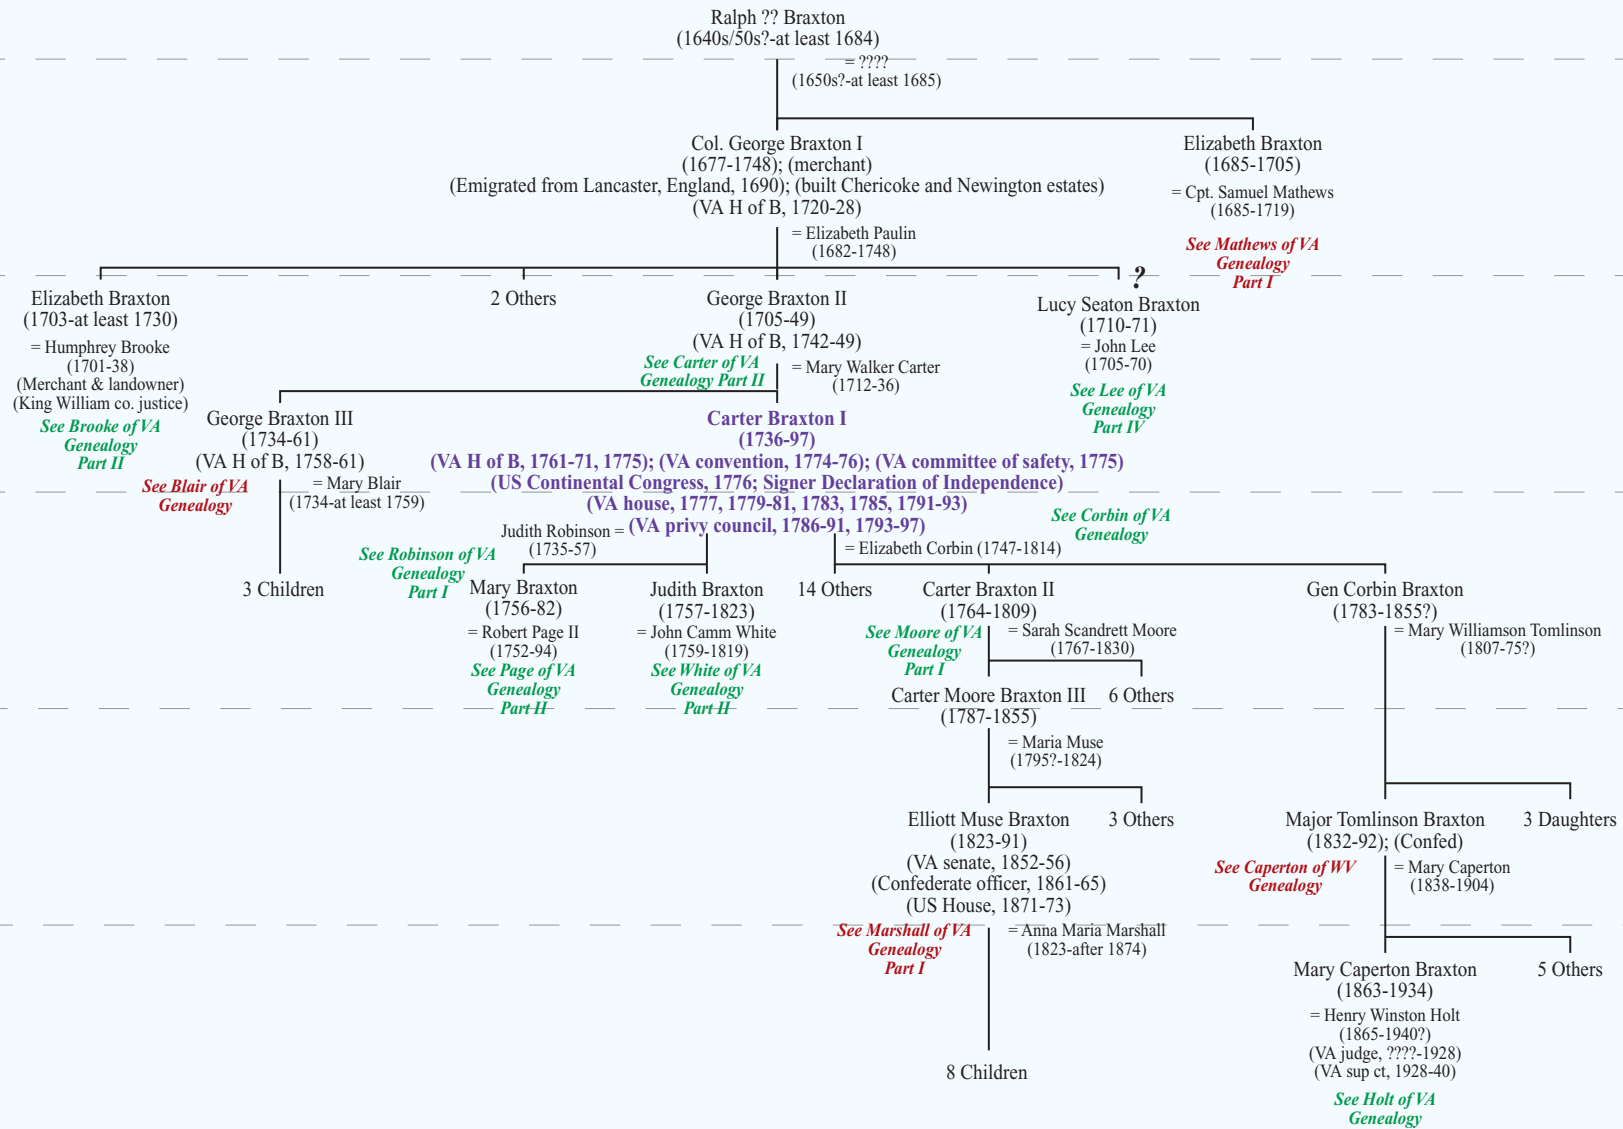 Ralph ?? Braxton
(1640s/50s?-at least 1684)
= ????
(1650s?-at least 1685)
Col. George Braxton I
(1677-1748); (merchant)
(Emigrated from Lancaster, England, 1690); (built Chericoke and Newington estates)
(VA H of B, 1720-28)
= Elizabeth Paulin
(1682-1748)
Elizabeth Braxton
(1685-1705)
= Cpt. Samuel Mathews
(1685-1719)
See Mathews of VA
Genealogy
Part I
Elizabeth Braxton
(1703-at least 1730)
= Humphrey Brooke
(1701-38)
(Merchant & landowner)
(King William co. justice)
See Brooke of VA
Genealogy
Part II
2 Others
George Braxton II
(1705-49)
(VA H of B, 1742-49)
See Carter of VA
Genealogy Part II
= Mary Walker Carter
(1712-36)
?
Lucy Seaton Braxton
(1710-71)
= John Lee
(1705-70)
See Lee of VA
Genealogy
Part IV
George Braxton III
(1734-61)
(VA H of B, 1758-61)
See Blair of VA
Genealogy
= Mary Blair
(1734-at least 1759)
3 Children
Carter Braxton I
(1736-97)
(VA H of B, 1761-71, 1775); (VA convention, 1774-76); (VA committee of safety, 1775)
(US Continental Congress, 1776; Signer Declaration of Independence)
(VA house, 1777, 1779-81, 1783, 1785, 1791-93)
(VA privy council, 1786-91, 1793-97)
Judith Robinson =
(1735-57)
See Robinson of VA
Genealogy
Part I
See Corbin of VA
Genealogy
= Elizabeth Corbin (1747-1814)
Mary Braxton
(1756-82)
= Robert Page II
(1752-94)
See Page of VA
Genealogy
Part II
Judith Braxton
(1757-1823)
= John Camm White
(1759-1819)
See White of VA
Genealogy
Part II
14 Others
Carter Braxton II
(1764-1809)
See Moore of VA
Genealogy
Part I
= Sarah Scandrett Moore
(1767-1830)
Gen Corbin Braxton
(1783-1855?)
= Mary Williamson Tomlinson
(1807-75?)
Carter Moore Braxton III
(1787-1855)
6 Others
= Maria Muse
(1795?-1824)
Elliott Muse Braxton
(1823-91)
(VA senate, 1852-56)
(Confederate officer, 1861-65)
(US House, 1871-73)
3 Others
See Marshall of VA
Genealogy
Part I
= Anna Maria Marshall
(1823-after 1874)
8 Children
Major Tomlinson Braxton
(1832-92); (Confed)
3 Daughters
See Caperton of WV
Genealogy
= Mary Caperton
(1838-1904)
Mary Caperton Braxton
(1863-1934)
5 Others
= Henry Winston Holt
(1865-1940?)
(VA judge, ????-1928)
(VA sup ct, 1928-40)
See Holt of VA
Genealogy